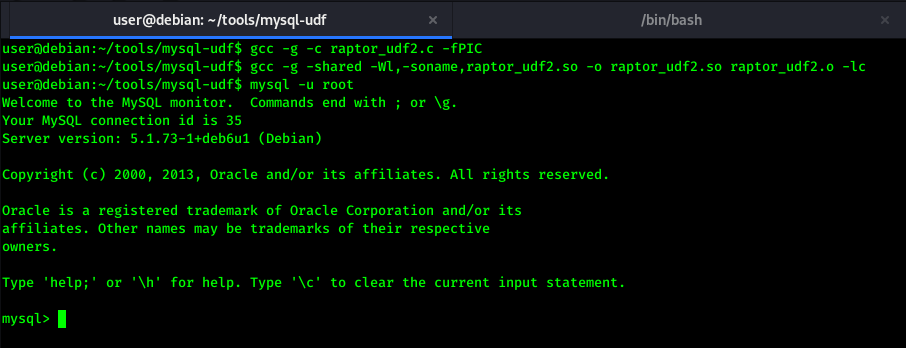 user@debian: ~/tools/mysql-udf × /bin/bash ×
user@debian:~/tools/mysql-udf$ gcc -g -c raptor_udf2.c -fPIC
user@debian:~/tools/mysql-udf$ gcc -g -shared -Wl,-soname,raptor_udf2.so -o raptor_udf2.so raptor_udf2.o -lc
user@debian:~/tools/mysql-udf$ mysql -u root
Welcome to the MySQL monitor.  Commands end with ; or \g.
Your MySQL connection id is 35
Server version: 5.1.73-1+deb6u1 (Debian)
Copyright (c) 2000, 2013, Oracle and/or its affiliates. All rights reserved.
Oracle is a registered trademark of Oracle Corporation and/or its
affiliates. Other names may be trademarks of their respective
owners.
Type 'help;' or '\h' for help. Type '\c' to clear the current input statement.
mysql>